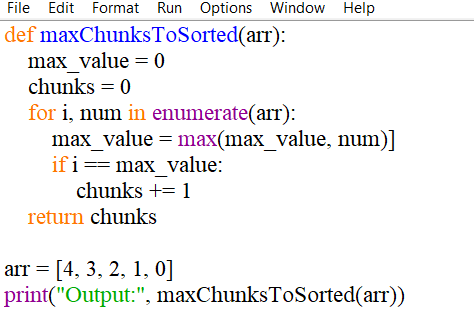 File Edit Format Run Options Window Help
def maxChunksToSorted(arr):
    max_value = 0
    chunks = 0
    for i, num in enumerate(arr):
        max_value = max(max_value, num)]
        if i == max_value:
            chunks += 1
    return chunks
arr = [4, 3, 2, 1, 0]
print("Output:", maxChunksToSorted(arr))